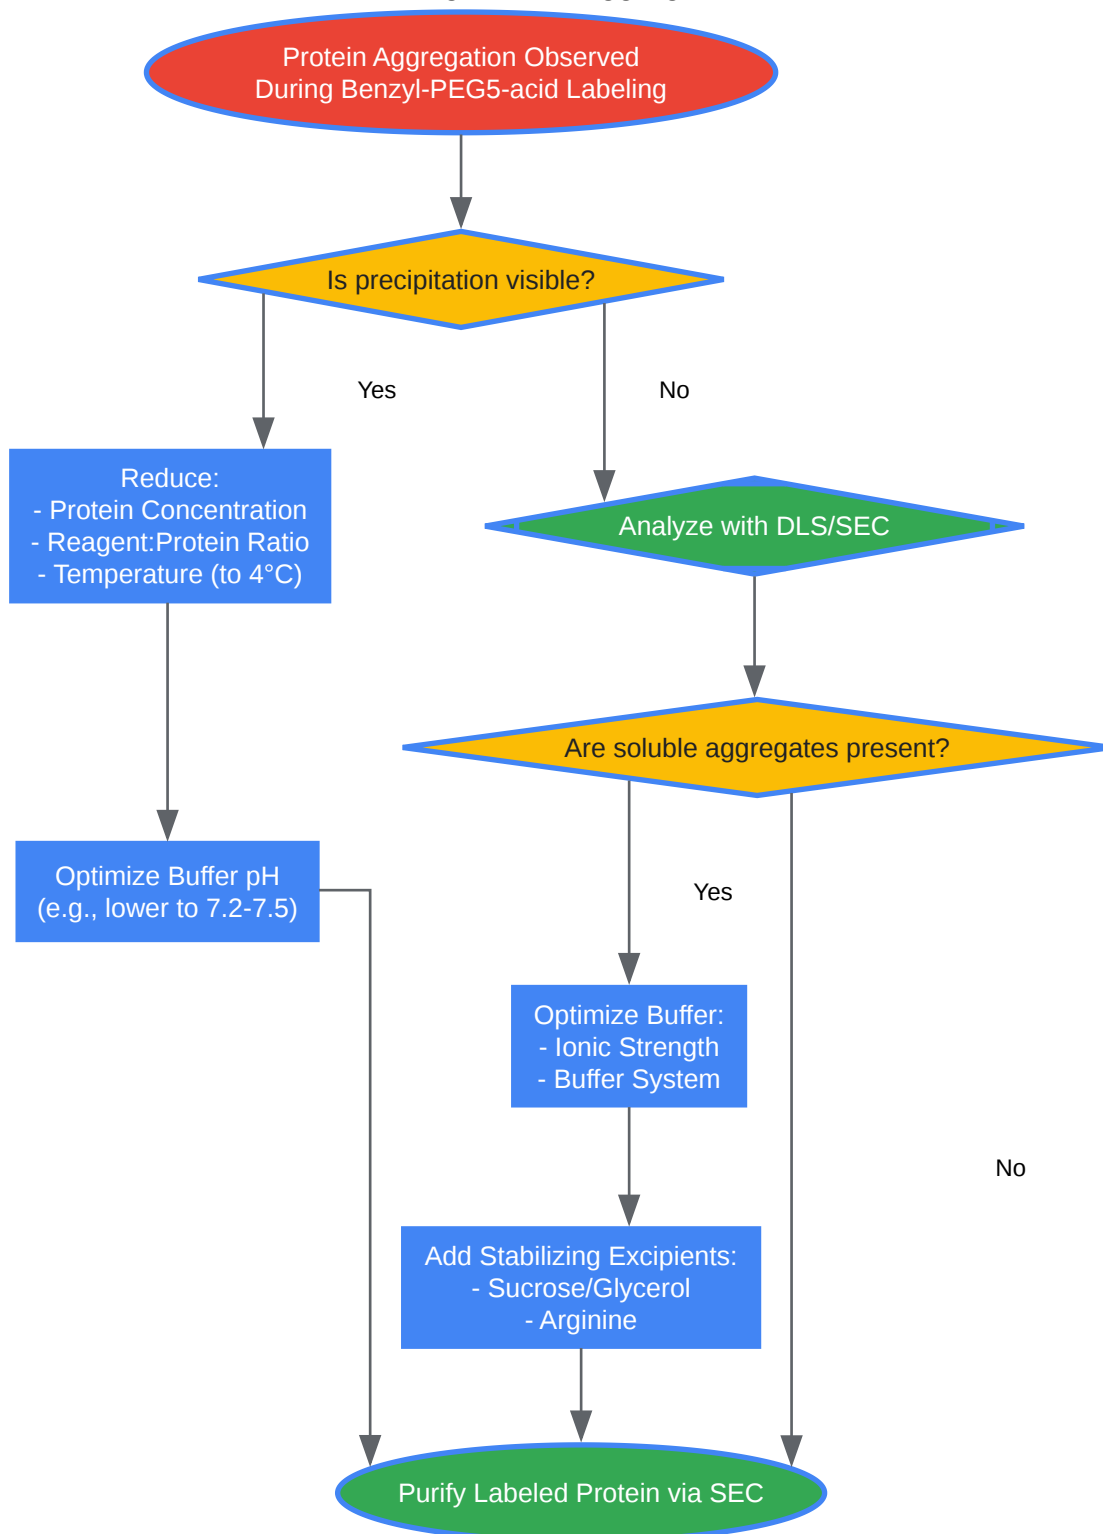 Protein Aggregation Observed
During Benzyl-PEG5-acid Labeling
Is precipitation visible?
Yes
No
Reduce:
- Protein Concentration
- Reagent:Protein Ratio
- Temperature (to 4°C)
Analyze with DLS/SEC
Are soluble aggregates present?
Optimize Buffer pH
(e.g., lower to 7.2-7.5)
Yes
Optimize Buffer:
- Ionic Strength
- Buffer System
No
Add Stabilizing Excipients:
- Sucrose/Glycerol
- Arginine
Purify Labeled Protein via SEC